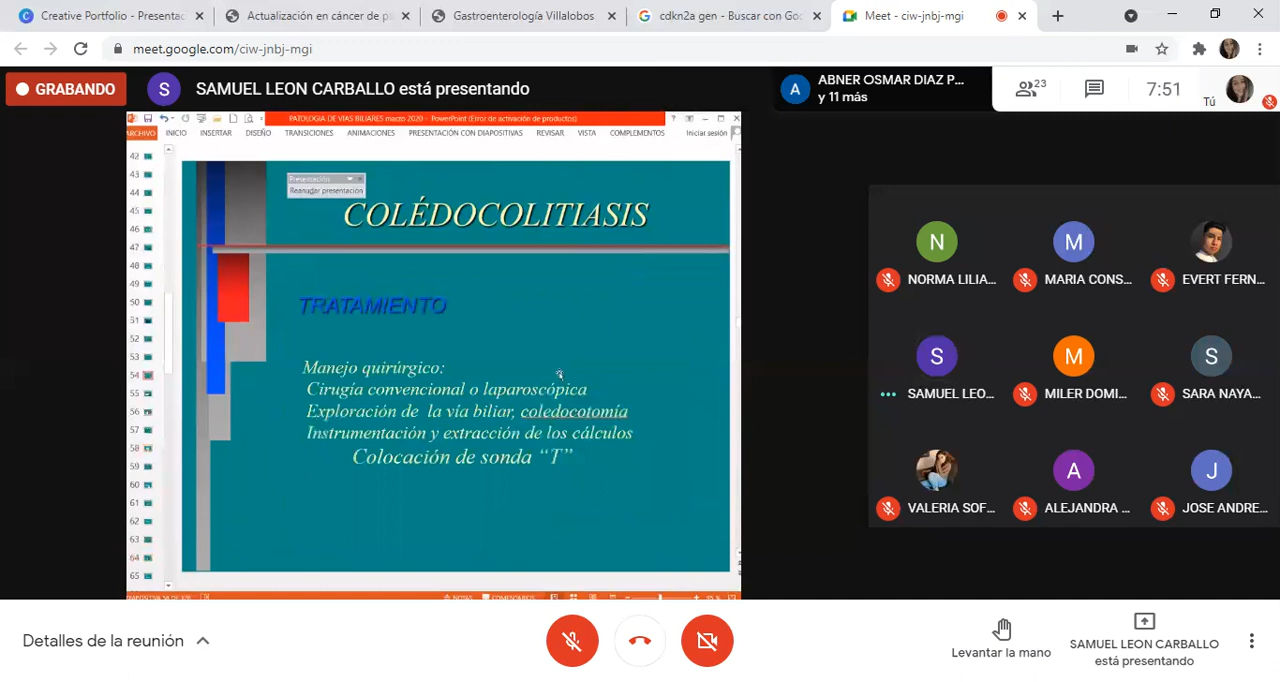 Creative Portfolio - Presentac
Actualización en cáncer de pá
Gastroenterología Villalobos
cdkn2a gen - Buscar con Goo
Meet - ciw-jnbj-mgi
meet.google.com/ciw-jnbj-mgi
GRABANDO
S
SAMUEL LEON CARBALLO está presentando
A
ABNER OSMAR DIAZ P...
y 11 más
23
7:51
Tú
PATOLOGIA DE VIAS BILIARES marzo 2020 - PowerPoint (Error de activación de productos)
ARCHIVO INICIO INSERTAR DISEÑO TRANSICIONES ANIMACIONES PRESENTACIÓN CON DIAPOSITIVAS REVISAR VISTA COMPLEMENTOS Iniciar sesión
42
43
44
45
46
47
48
49
50
51
52
53
54
55
56
57
58
59
60
61
62
63
64
65
Presentación
Reanudar presentación
COLÉDOCOLITIASIS
TRATAMIENTO
Manejo quirúrgico:
Cirugía convencional o laparoscópica
Exploración de la vía biliar, coledocotomía
Instrumentación y extracción de los cálculos
Colocación de sonda “T”
NOTAS
COMENTARIOS
N
NORMA LILIA...
M
MARIA CONS...
EVERT FERN...
S
SAMUEL LEO...
M
MILER DOMI...
S
SARA NAYA...
VALERIA SOF...
A
ALEJANDRA ...
J
JOSE ANDRE...
Detalles de la reunión
Levantar la mano
SAMUEL LEON CARBALLO
está presentando